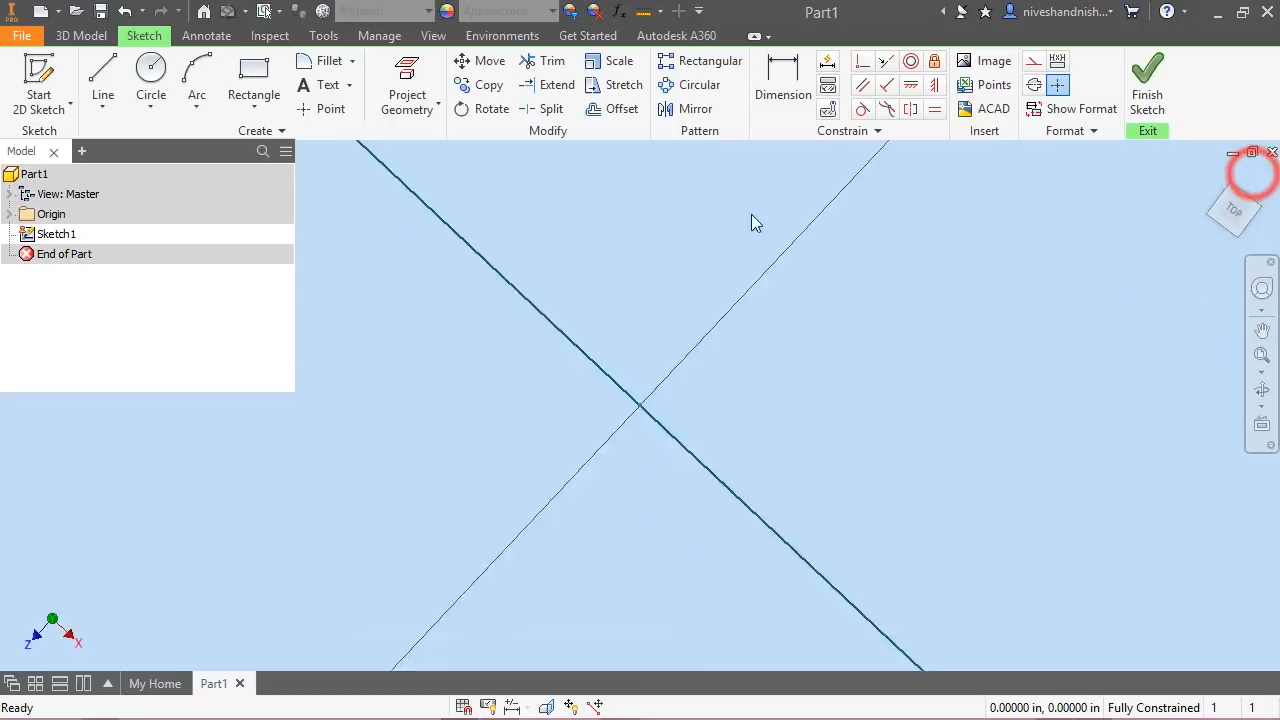 PRO
Material
Appearance
Part1
niveshandnish...
File
3D Model
Sketch
Annotate
Inspect
Tools
Manage
View
Environments
Get Started
Autodesk A360
Start
2D Sketch
Line
Circle
Arc
Rectangle
Fillet
Text
Point
Project
Geometry
Move
Copy
Rotate
Trim
Extend
Split
Scale
Stretch
Offset
Rectangular
Circular
Mirror
Dimension
Image
Points
ACAD
Show Format
Finish
Sketch
Sketch
Create
Modify
Pattern
Constrain
Insert
Format
Exit
Model
Part1
View: Master
Origin
Sketch1
End of Part
TOP
Z
X
My Home
Part1
Ready
0.00000 in, 0.00000 in
Fully Constrained
1
1